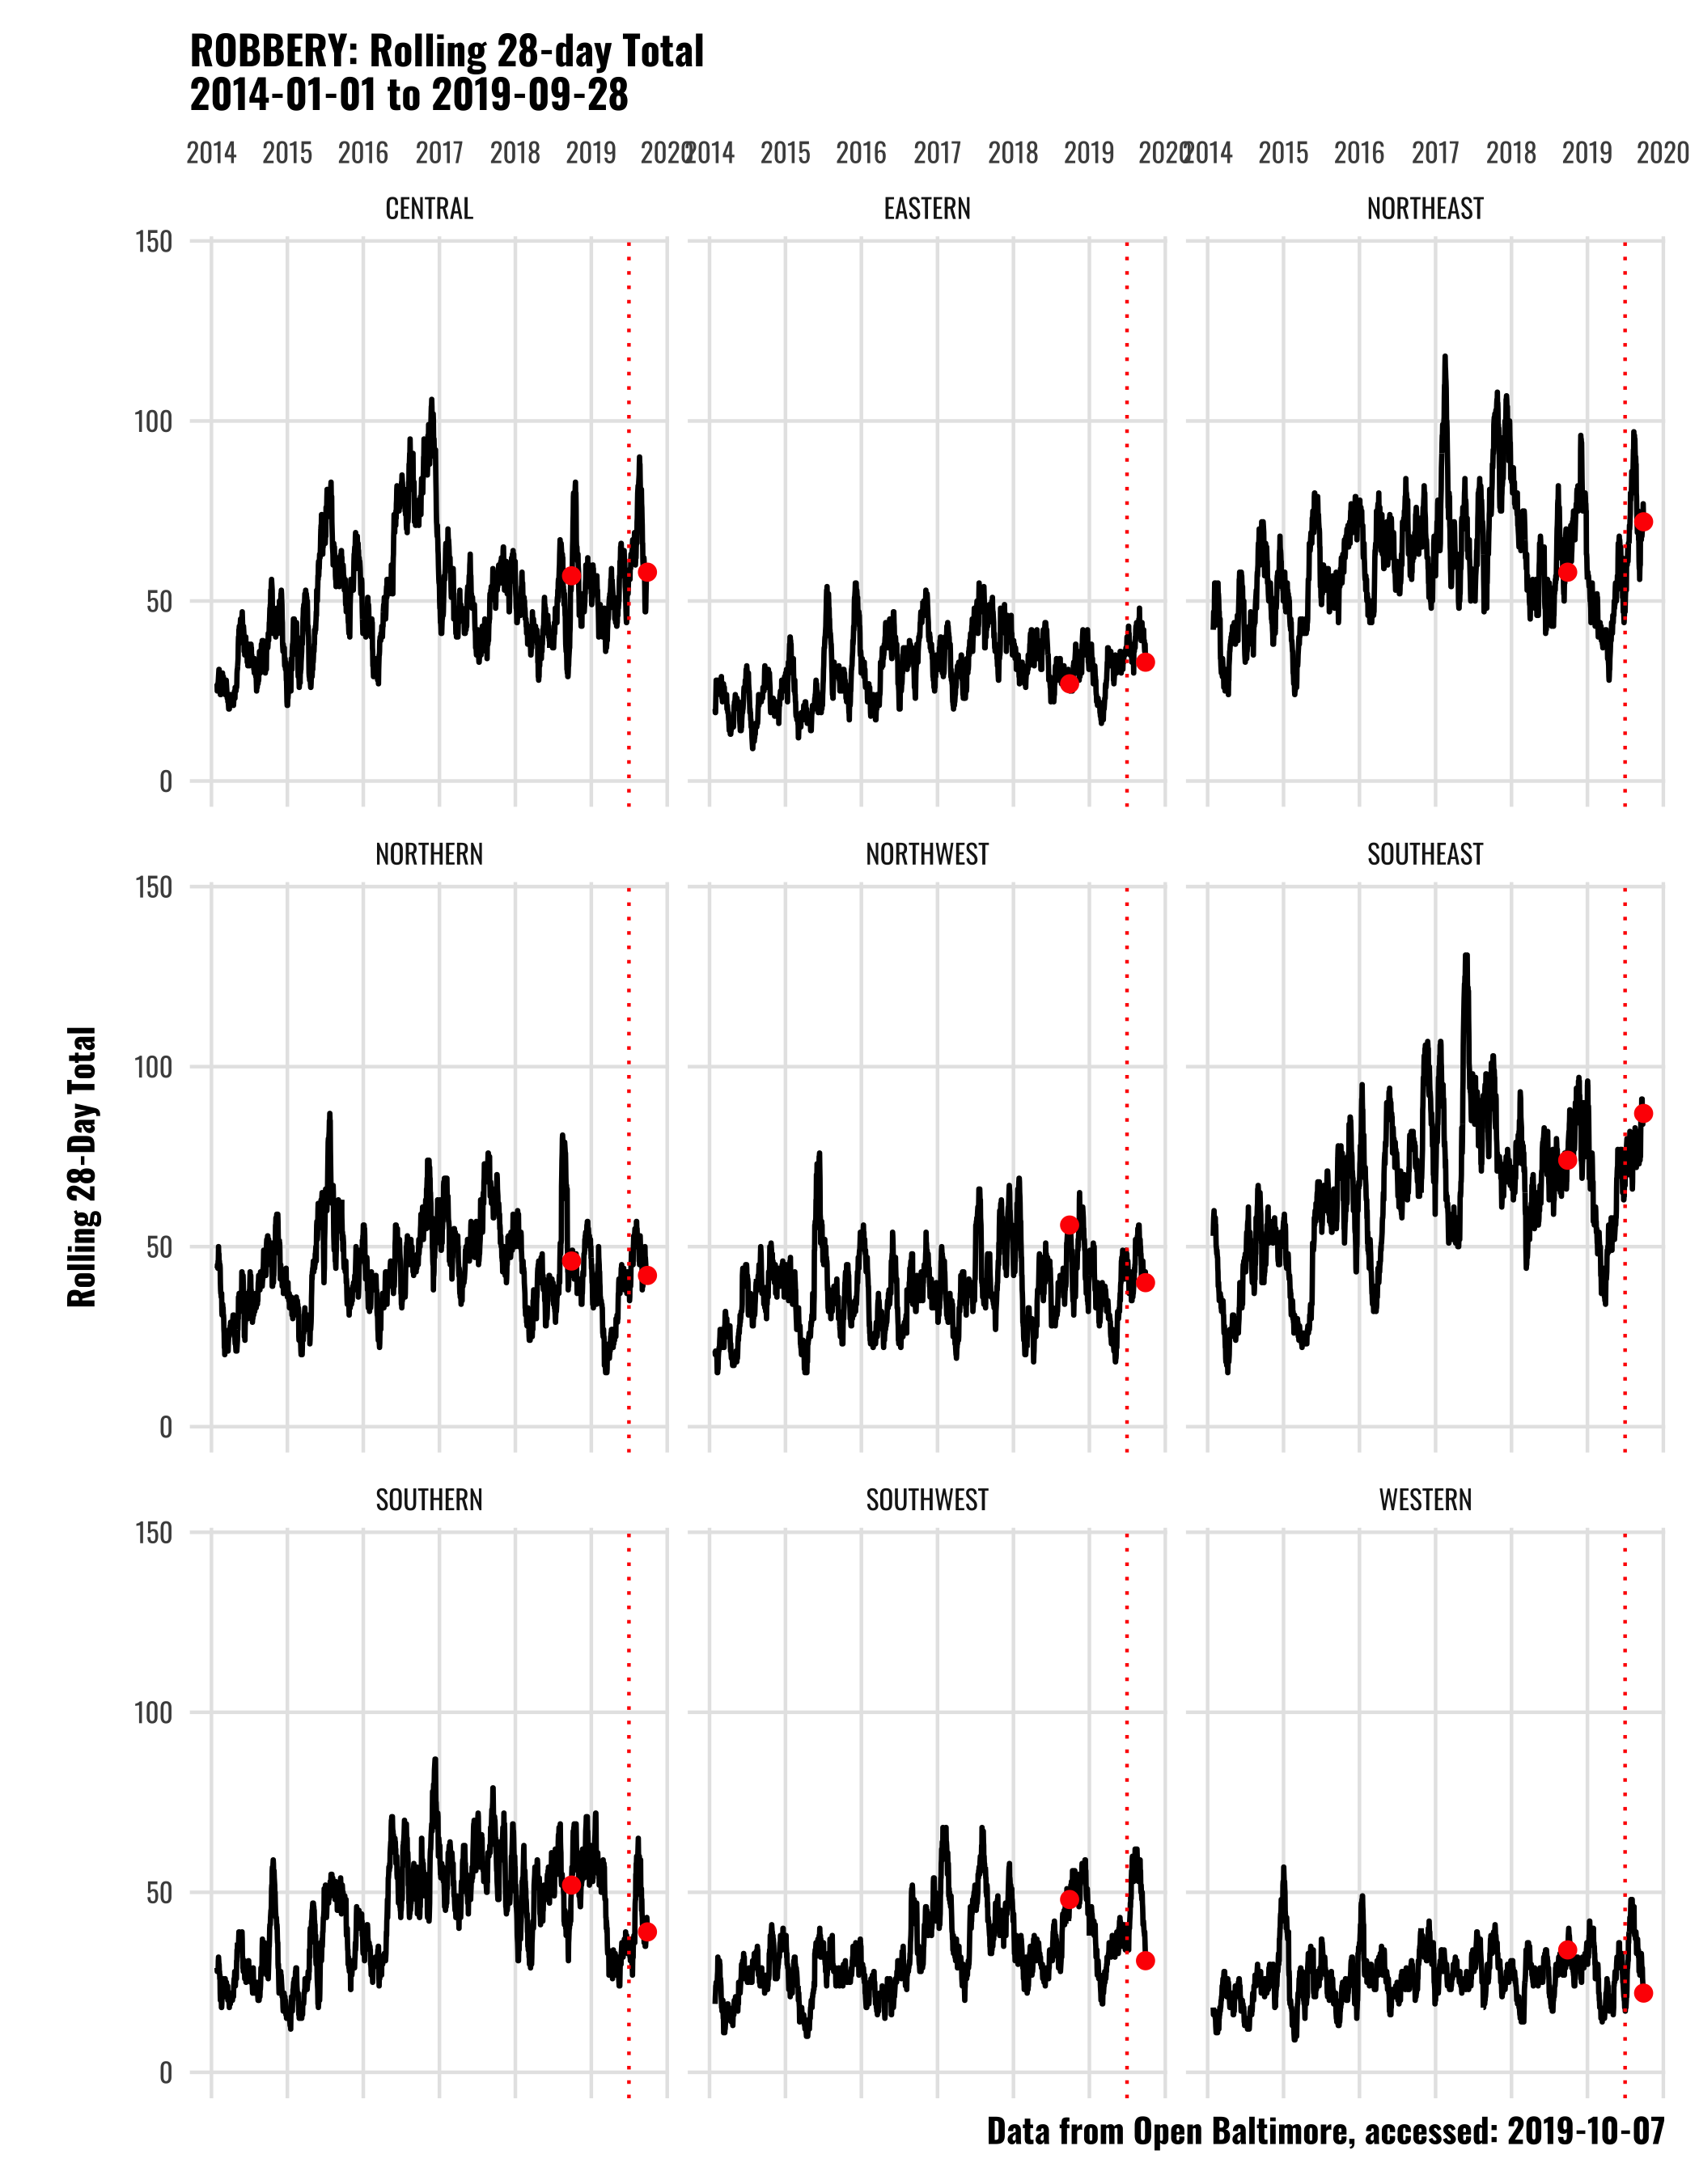 ROBBERY: Rolling 28-day Total
2014-01-01 to 2019-09-28
2014 2015 2016 2017 2018 2019 2020 2014 2015 2016 2017 2018 2019 2020 2014 2015 2016 2017 2018 2019 2020
CENTRAL EASTERN NORTHEAST
150
100
50
0
NORTHERN NORTHWEST SOUTHEAST
150
100
50
0
Rolling 28-Day Total
SOUTHERN SOUTHWEST WESTERN
150
100
50
0
Data from Open Baltimore, accessed: 2019-10-07